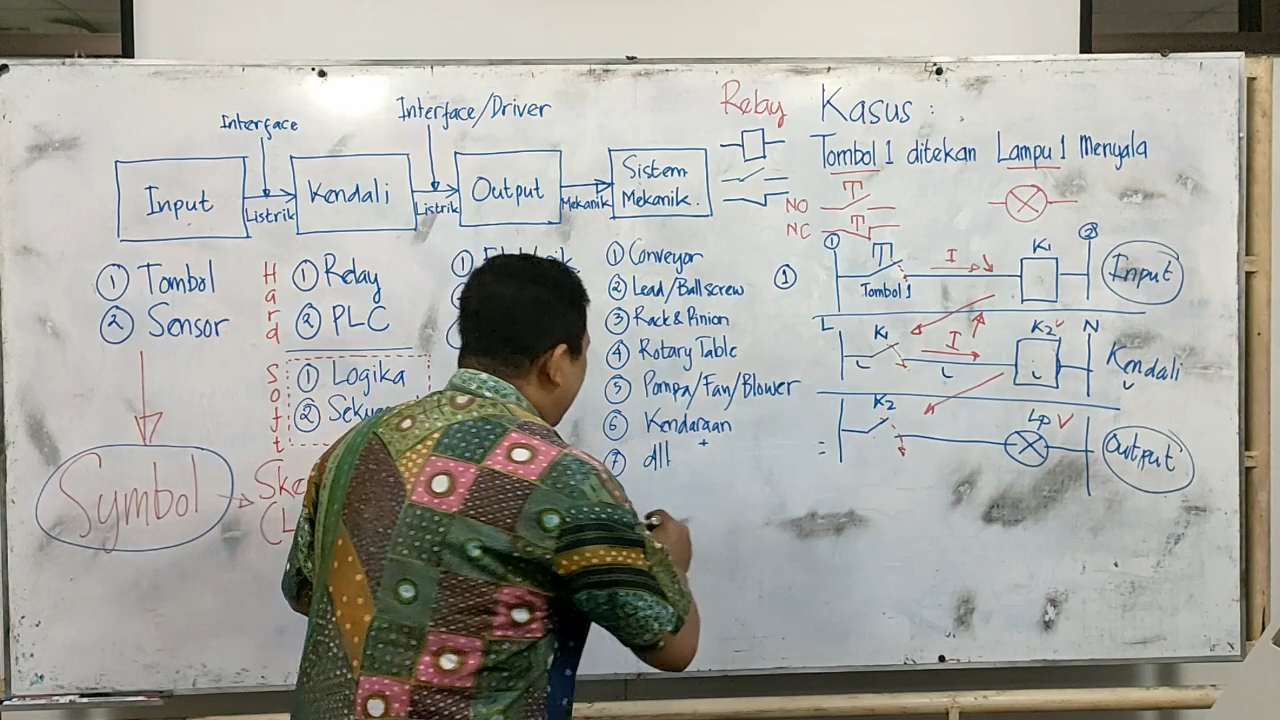 Interface
Interface/Driver
Input
Listrik
Kendali
Listrik
Output
Mekanik
Sistem
Mekanik.
① Tombol
② Sensor
Symbol
Hard
① Relay
② PLC
Soft
① Logika
②
①
① Conveyor
② Lead/Ballscrew
③ Rack & Pinion
④ Rotary Table
⑤ Pompa/Fan/Blower
⑥ Kendaraan
⑦ dll
Relay
Kasus :
Tombol 1 ditekan Lampu 1 menyala
NO
NC
①
① Tombol 1 I K1 ②
Input
L K1 I K2 N
Kendali
K2 Lp
Output